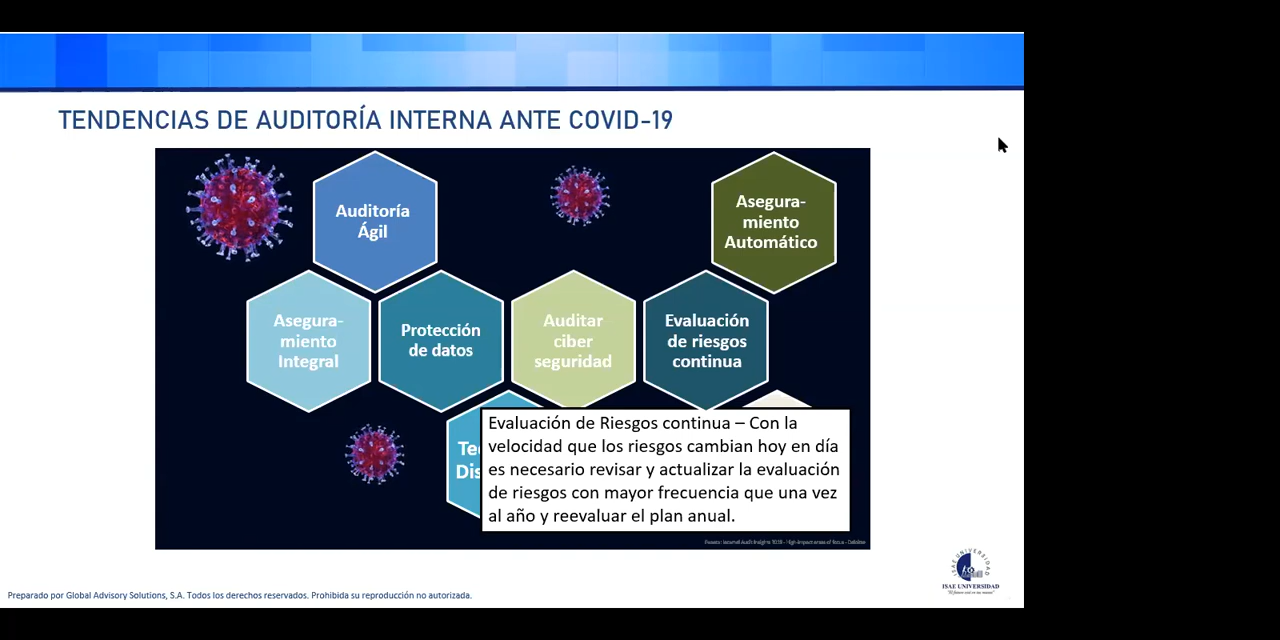 TENDENCIAS DE AUDITORÍA INTERNA ANTE COVID-19
Auditoría
Ágil
Asegura-
miento
Automático
Asegura-
miento
Integral
Protección
de datos
Auditar
ciber
seguridad
Evaluación
de riesgos
continua
Evaluación de Riesgos continua – Con la
velocidad que los riesgos cambian hoy en día
es necesario revisar y actualizar la evaluación
de riesgos con mayor frecuencia que una vez
al año y reevaluar el plan anual.
Te
Dis
ISAE UNIVERSIDAD
Preparado por Global Advisory Solutions, S.A. Todos los derechos reservados. Prohibida su reproducción no autorizada.